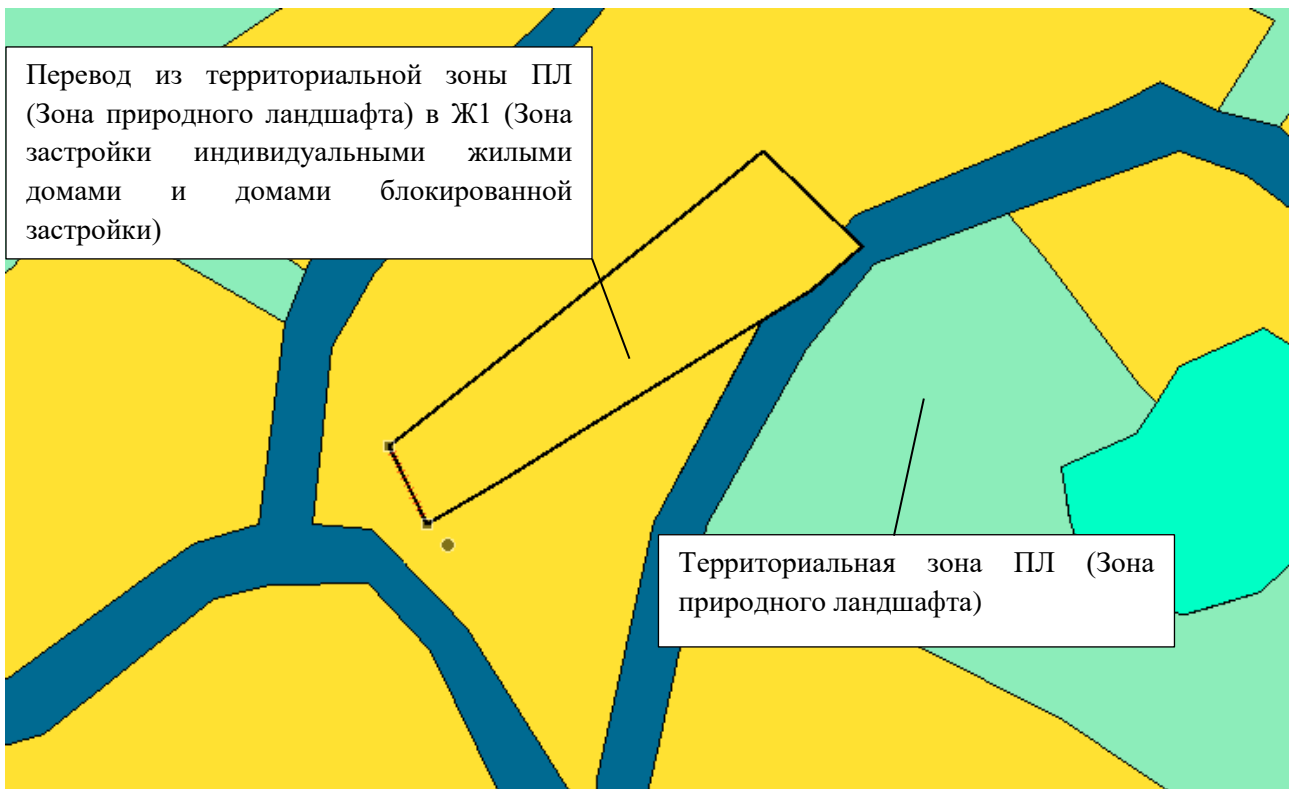 Перевод из территориальной зоны ПЛ
(Зона природного ландшафта) в Ж1 (Зона
застройки индивидуальными жилыми
домами и домами блокированной
застройки)
Территориальная зона ПЛ (Зона
природного ландшафта)